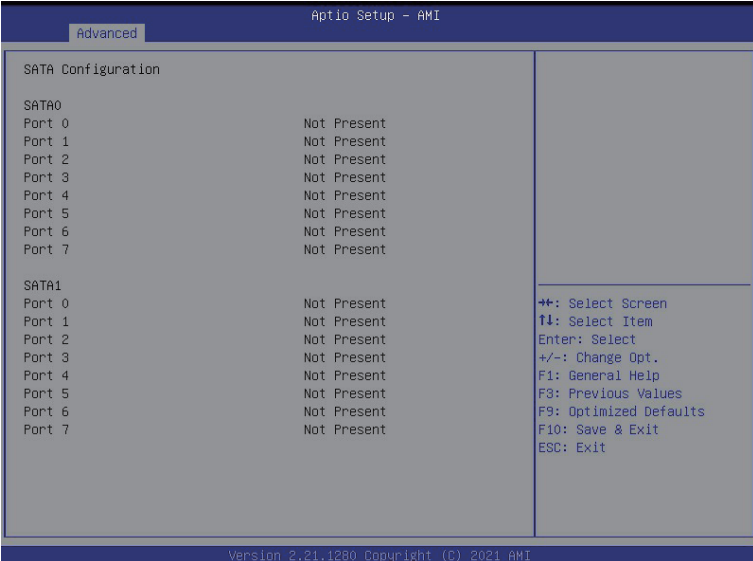 Aptio Setup – AMI
Advanced
SATA Configuration
SATA0
Port 0 Not Present
Port 1 Not Present
Port 2 Not Present
Port 3 Not Present
Port 4 Not Present
Port 5 Not Present
Port 6 Not Present
Port 7 Not Present
SATA1
Port 0 Not Present
Port 1 Not Present
Port 2 Not Present
Port 3 Not Present
Port 4 Not Present
Port 5 Not Present
Port 6 Not Present
Port 7 Not Present
→←: Select Screen
↑↓: Select Item
Enter: Select
+/-: Change Opt.
F1: General Help
F3: Previous Values
F9: Optimized Defaults
F10: Save & Exit
ESC: Exit
Version 2.21.1280 Copyright (C) 2021 AMI